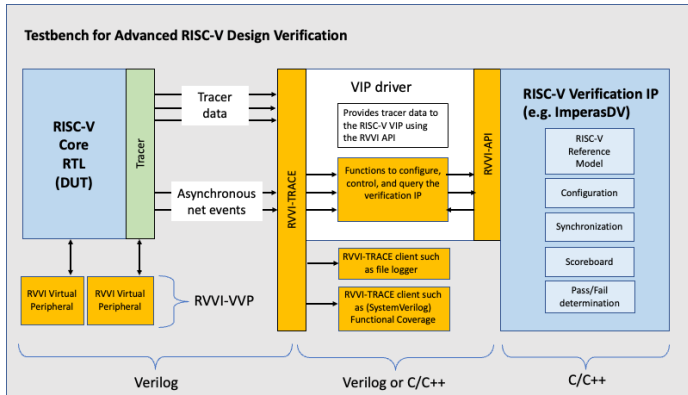 Testbench for Advanced RISC-V Design Verification
RISC-V
Core
RTL
(DUT)
Tracer
Tracer
data
Asynchronous
net events
RVVI-TRACE
VIP driver
Provides tracer data to
the RISC-V VIP using
the RVVI API
Functions to configure,
control, and query the
verification IP
RVVI-API
RISC-V Verification IP
(e.g. ImperasDV)
RISC-V
Reference
Model
Configuration
Synchronization
Scoreboard
Pass/Fail
determination
RVVI-TRACE client such
as file logger
RVVI-TRACE client such
as (SystemVerilog)
Functional Coverage
RVVI Virtual
Peripheral
RVVI Virtual
Peripheral
RVVI-VVP
Verilog
Verilog or C/C++
C/C++